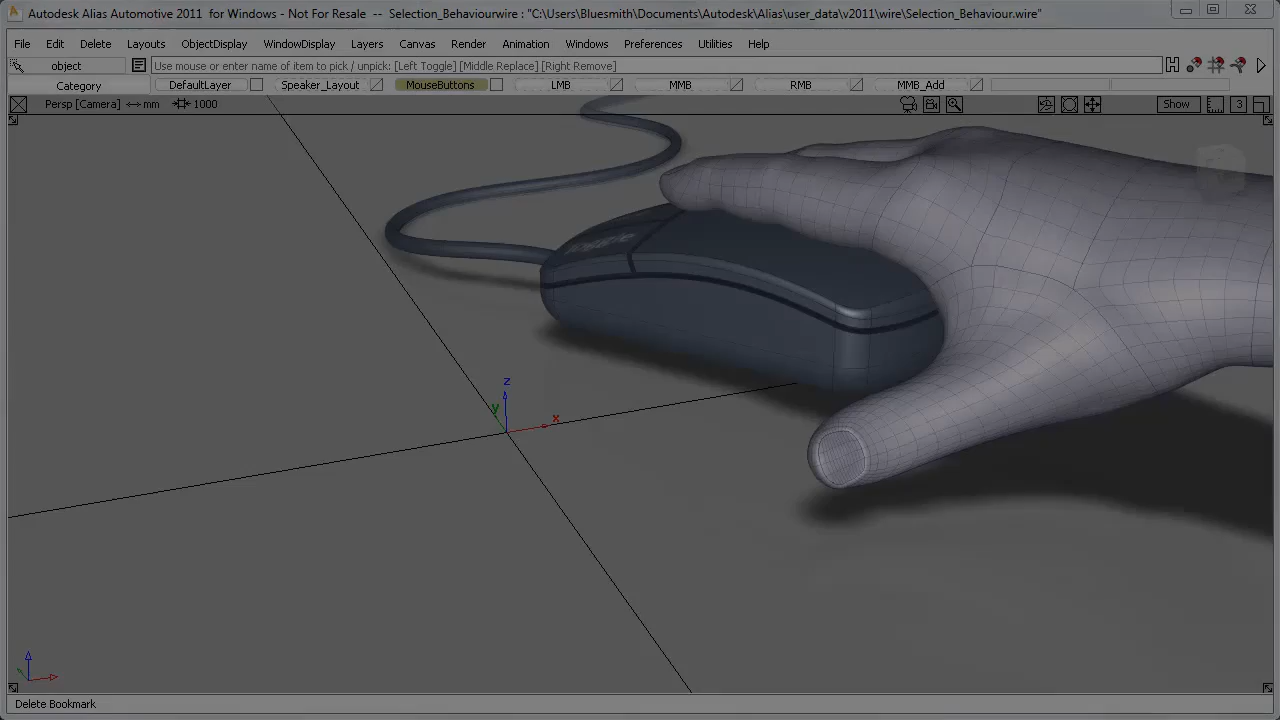 Autodesk Alias Automotive 2011 for Windows - Not For Resale -- Selection_Behaviourwire : "C:\Users\Bluesmith\Documents\Autodesk\Alias\user_data\v2011\wire\Selection_Behaviour.wire"
File Edit Delete Layouts ObjectDisplay WindowDisplay Layers Canvas Render Animation Windows Preferences Utilities Help
object Use mouse or enter name of item to pick / unpick: [Left Toggle] [Middle Replace] [Right Remove]
Category DefaultLayer Speaker_Layout MouseButtons LMB MMB RMB MMB_Add
Persp [Camera] mm 1000 Show 3
z
y
x
Delete Bookmark